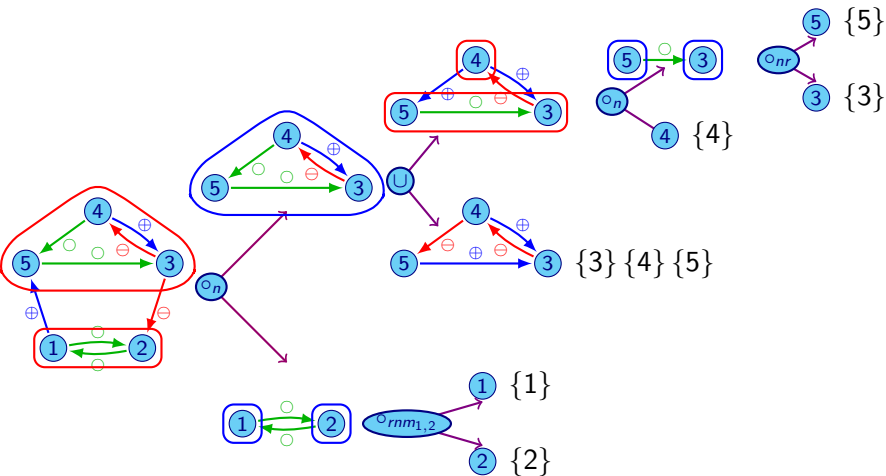 5 {5}
4 ⊕ 5 ○ 3 ∘nr
⊕ ○ ⊖
5 3 ∘n 3 {3}
4 4 {4}
⊕
○ ○ ⊖
5 3 ∪
4 4
⊕ ⊕
○ ○ ⊖ ⊖ ⊕ ⊖
5 3 5 3 {3} {4} {5}
∘n
⊕ ⊖
○
1 2
○
1 {1}
○
1 2 ∘rnm1,2
○
2 {2}